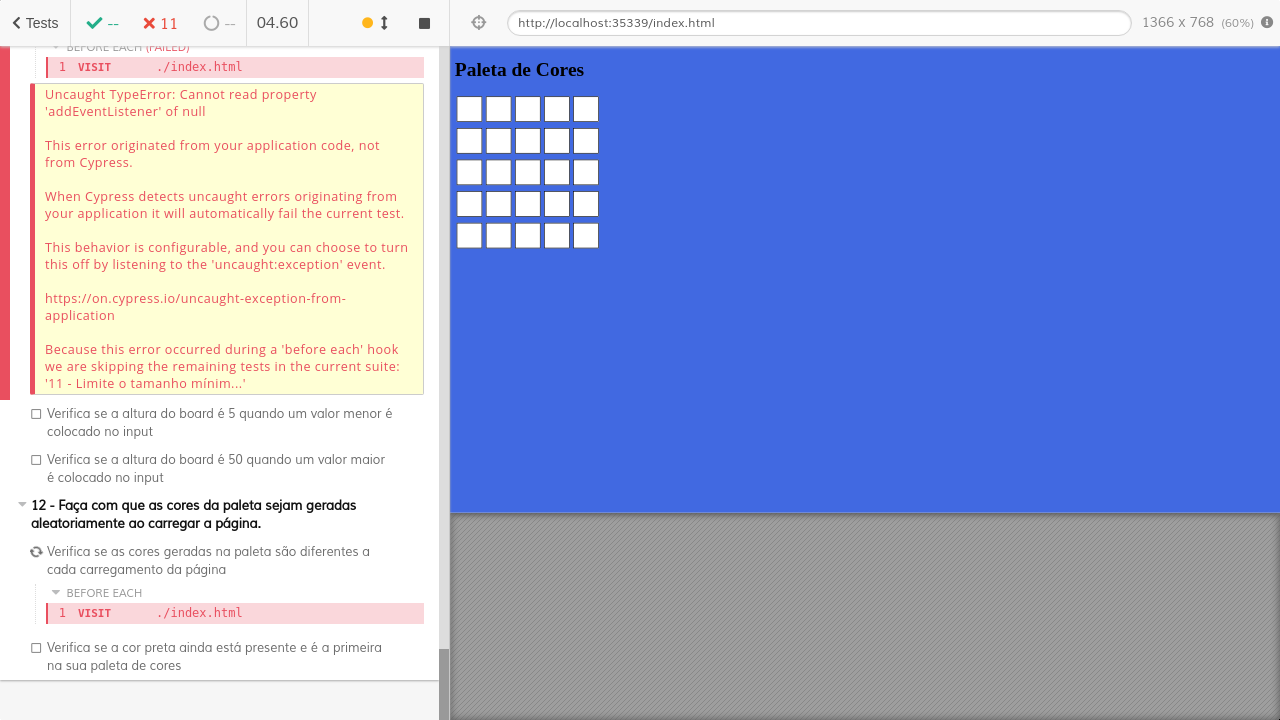 Tests
--
11
--
04.60
http://localhost:35339/index.html
1366 x 768 (60%)
BEFORE EACH (FAILED)
1 VISIT ./index.html
Uncaught TypeError: Cannot read property
'addEventListener' of null
This error originated from your application code, not
from Cypress.
When Cypress detects uncaught errors originating from
your application it will automatically fail the current test.
This behavior is configurable, and you can choose to turn
this off by listening to the 'uncaught:exception' event.
https://on.cypress.io/uncaught-exception-from-
application
Because this error occurred during a 'before each' hook
we are skipping the remaining tests in the current suite:
'11 - Limite o tamanho mínim...'
Verifica se a altura do board é 5 quando um valor menor é
colocado no input
Verifica se a altura do board é 50 quando um valor maior
é colocado no input
12 - Faça com que as cores da paleta sejam geradas
aleatoriamente ao carregar a página.
Verifica se as cores geradas na paleta são diferentes a
cada carregamento da página
BEFORE EACH
1 VISIT ./index.html
Verifica se a cor preta ainda está presente e é a primeira
na sua paleta de cores
Paleta de Cores